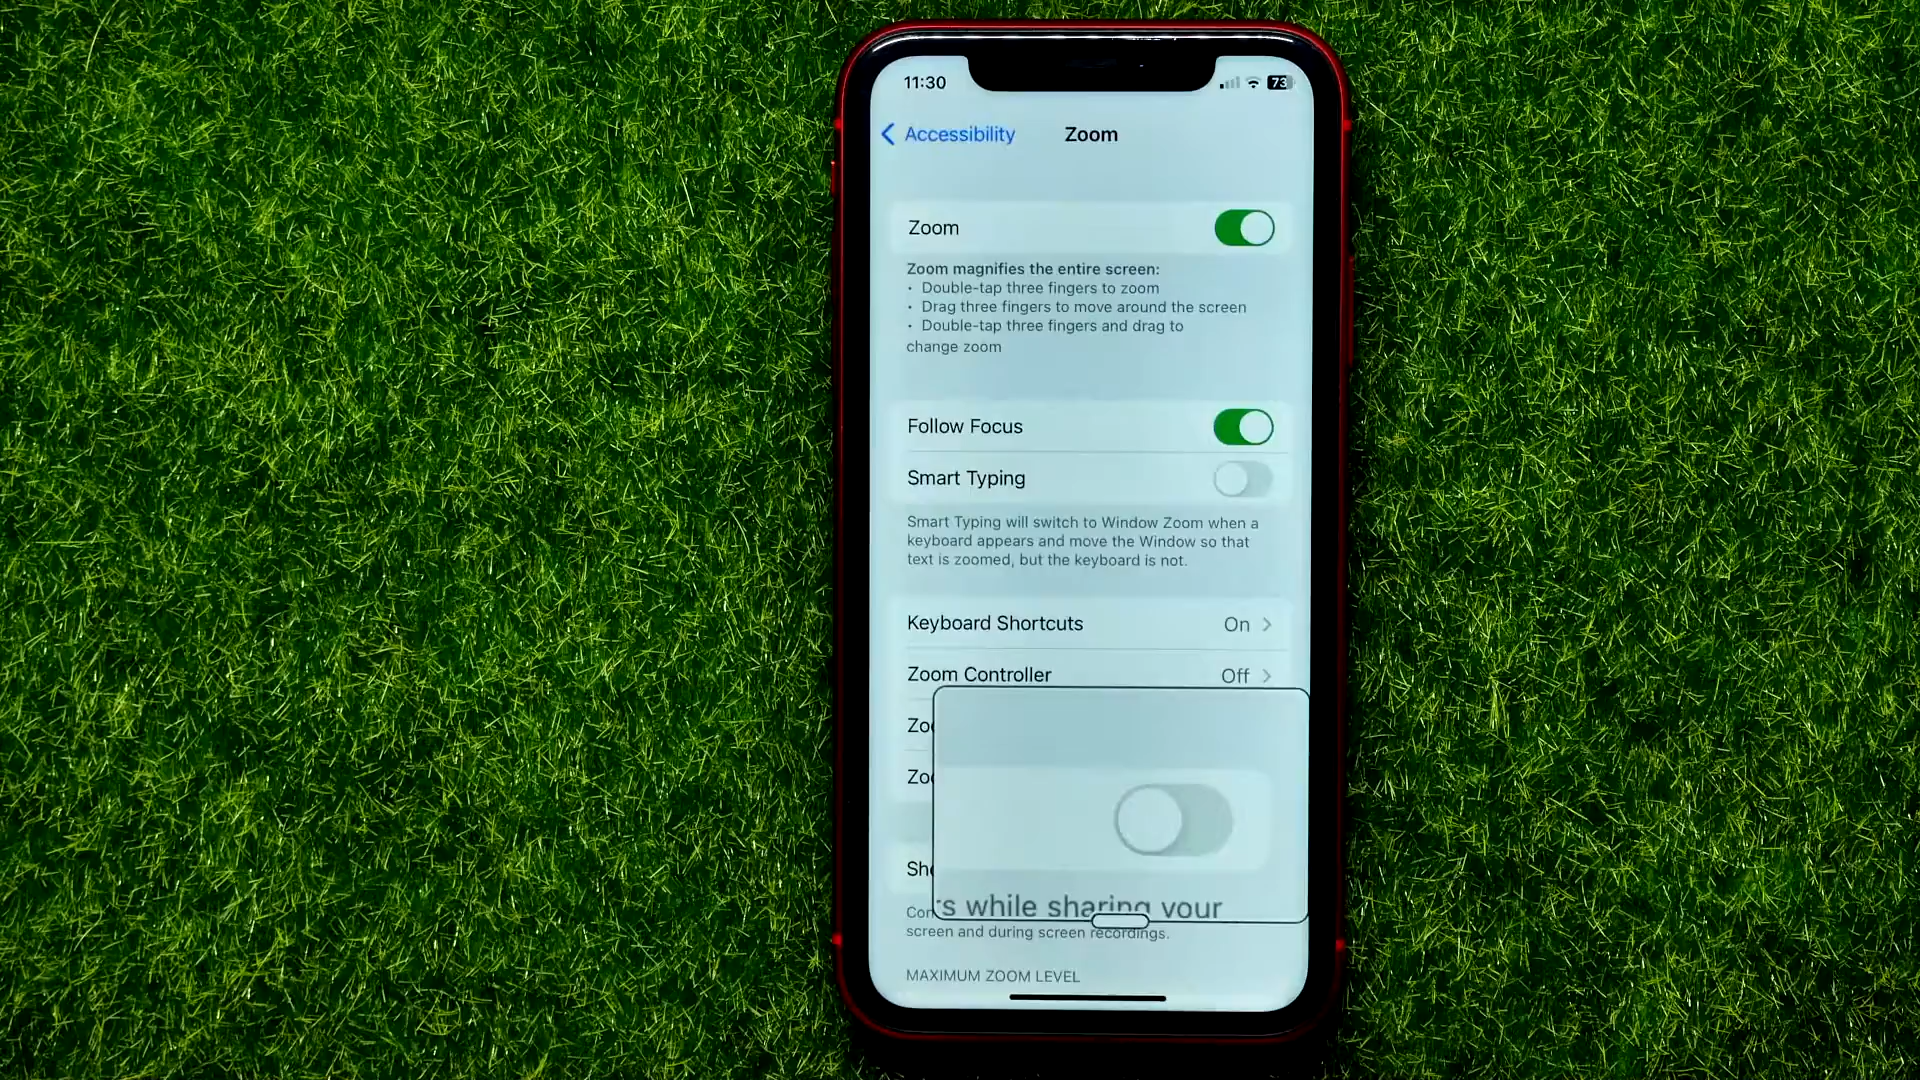 11:30
73
Accessibility
Zoom
Zoom
Zoom magnifies the entire screen:
• Double-tap three fingers to zoom
• Drag three fingers to move around the screen
• Double-tap three fingers and drag to
change zoom
Follow Focus
Smart Typing
Smart Typing will switch to Window Zoom when a
keyboard appears and move the Window so that
text is zoomed, but the keyboard is not.
Keyboard Shortcuts On
Zoom Controller Off
while sharing your
screen and during screen recordings.
MAXIMUM ZOOM LEVEL